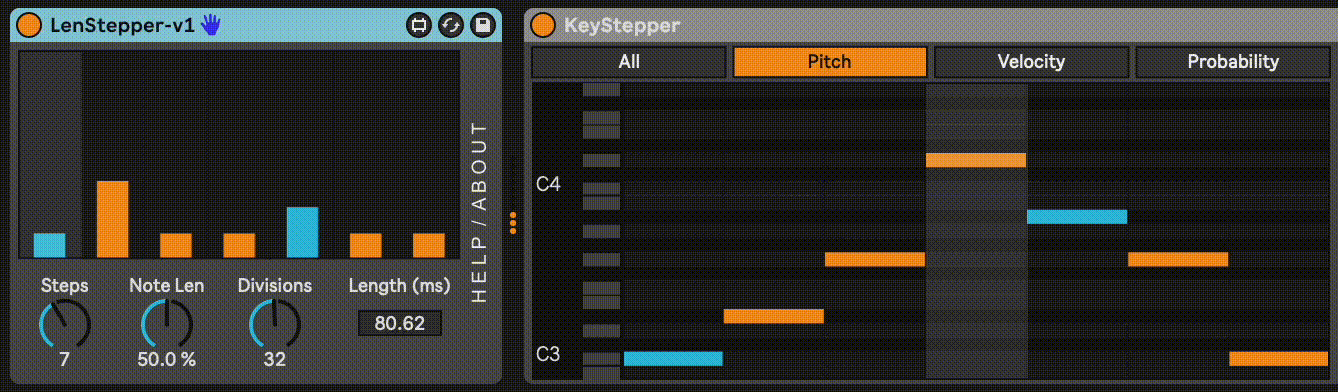 LenStepper-v1
Steps Note Len Divisions Length (ms)
7 50.0 % 32 80.62
HELP / ABOUT
KeyStepper
All Pitch Velocity Probability
C4
C3